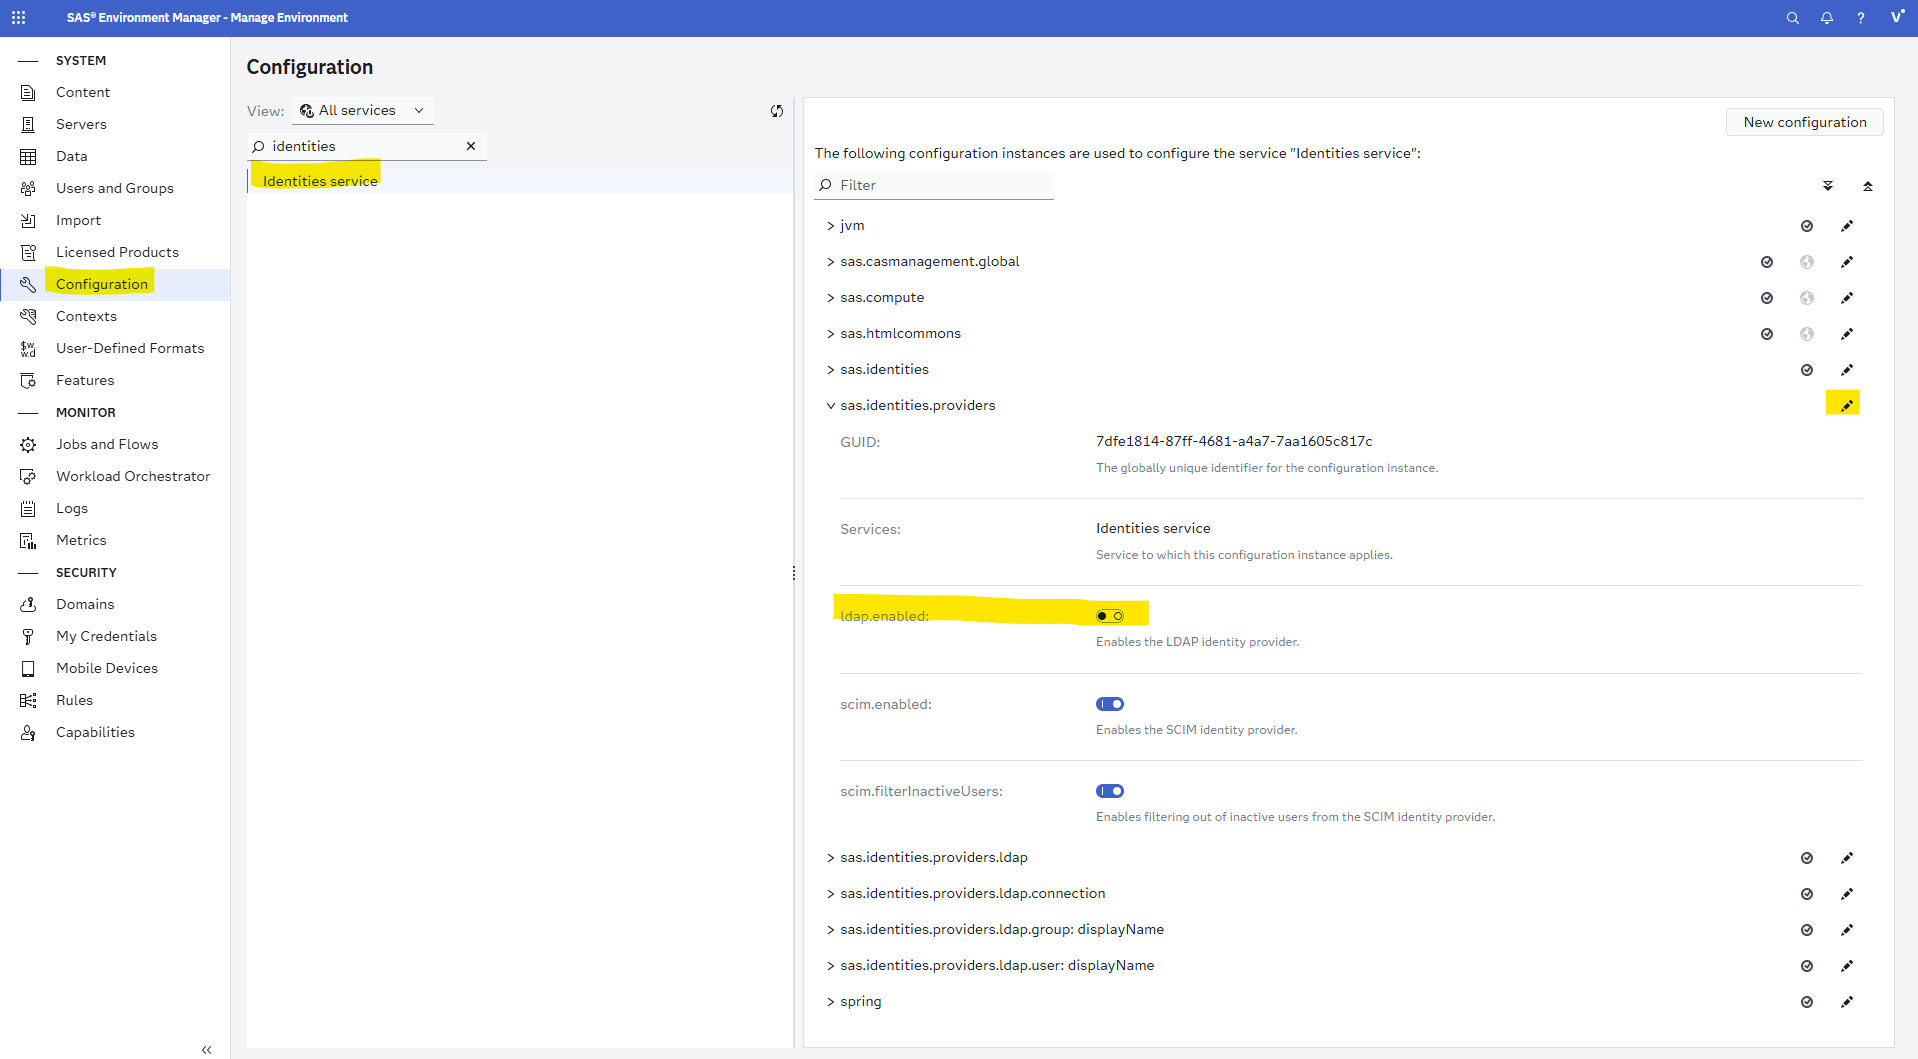 SAS® Environment Manager - Manage Environment
?
V
SYSTEM
Content
Servers
Data
Users and Groups
Import
Licensed Products
Configuration
Contexts
User-Defined Formats
Features
MONITOR
Jobs and Flows
Workload Orchestrator
Logs
Metrics
SECURITY
Domains
My Credentials
Mobile Devices
Rules
Capabilities
Configuration
View: All services
identities
Identities service
New configuration
The following configuration instances are used to configure the service "Identities service":
Filter
jvm
sas.casmanagement.global
sas.compute
sas.htmlcommons
sas.identities
sas.identities.providers
GUID: 7dfe1814-87ff-4681-a4a7-7aa1605c817c
The globally unique identifier for the configuration instance.
Services: Identities service
Service to which this configuration instance applies.
ldap.enabled:
Enables the LDAP identity provider.
scim.enabled:
Enables the SCIM identity provider.
scim.filterInactiveUsers:
Enables filtering out of inactive users from the SCIM identity provider.
sas.identities.providers.ldap
sas.identities.providers.ldap.connection
sas.identities.providers.ldap.group: displayName
sas.identities.providers.ldap.user: displayName
spring